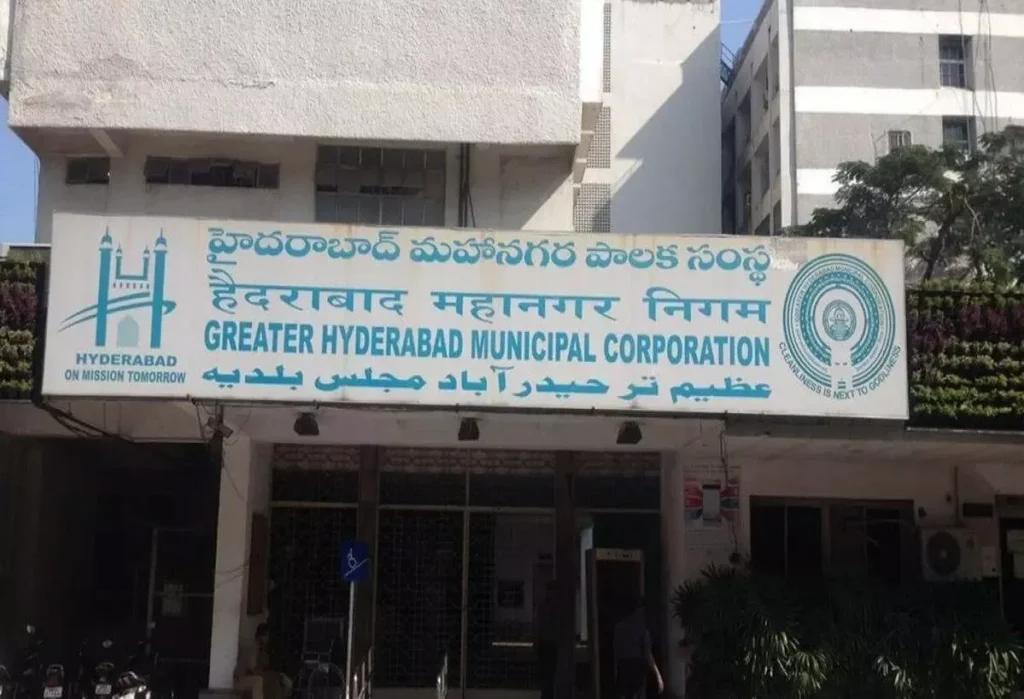 హైదరాబాద్ మహానగర పాలక సంస్థ
हैदराबाद महानगर निगम
GREATER HYDERABAD MUNICIPAL CORPORATION
عظیم تر حیدرآباد مجلس بلدیہ
HYDERABAD
ON MISSION TOMORROW
CLEANLINESS IS NEXT TO GODLINESS